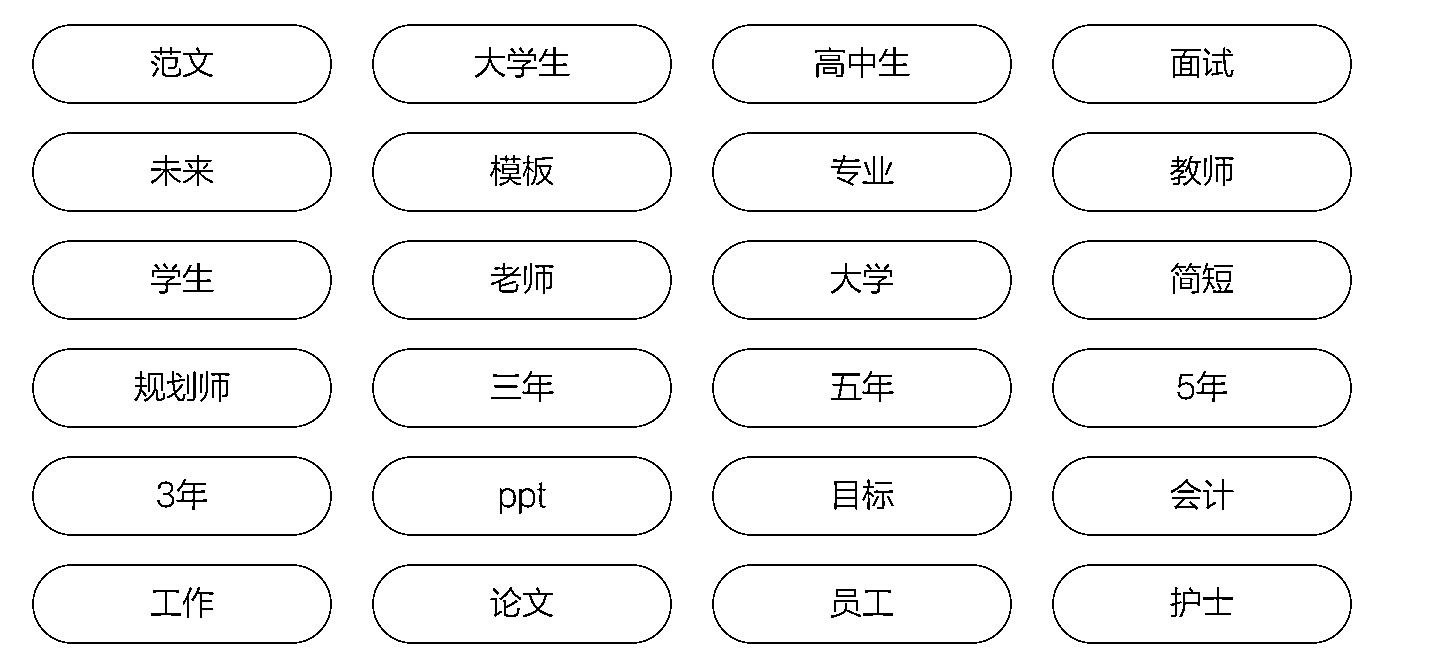 范文 大学生 高中生 面试
未来 模板 专业 教师
学生 老师 大学 简短
规划师 三年 五年 5年
3年 ppt 目标 会计
工作 论文 员工 护士